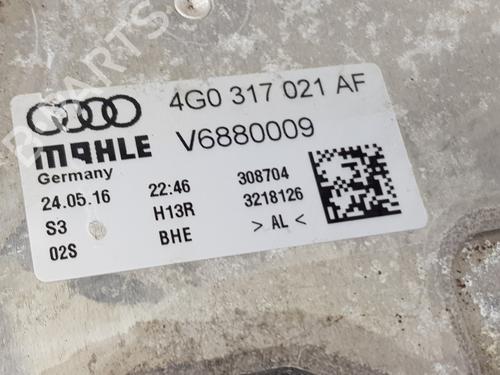 4G0 317 021 AF
MAHLE
V6880009
Germany
24.05.16 22:46 308704
S3 H13R 3218126
02S BHE > AL <